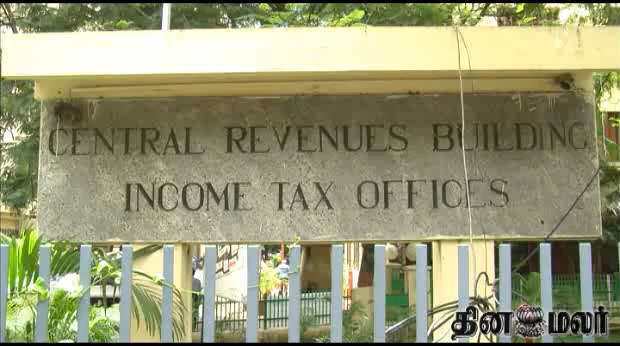 CENTRAL REVENUES BUILDING
INCOME TAX OFFICES
தினமலர்